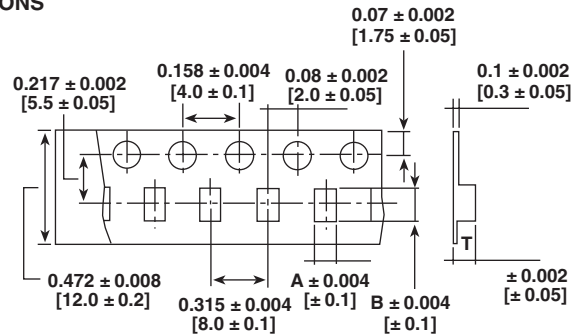 IONS
0.07 ± 0.002
[1.75 ± 0.05]
0.217 ± 0.002
[5.5 ± 0.05]
0.158 ± 0.004
[4.0 ± 0.1]
0.08 ± 0.002
[2.0 ± 0.05]
0.1 ± 0.002
[0.3 ± 0.05]
T
0.472 ± 0.008
[12.0 ± 0.2]
0.315 ± 0.004
[8.0 ± 0.1]
A ± 0.004
[± 0.1]
B ± 0.004
[± 0.1]
± 0.002
[± 0.05]